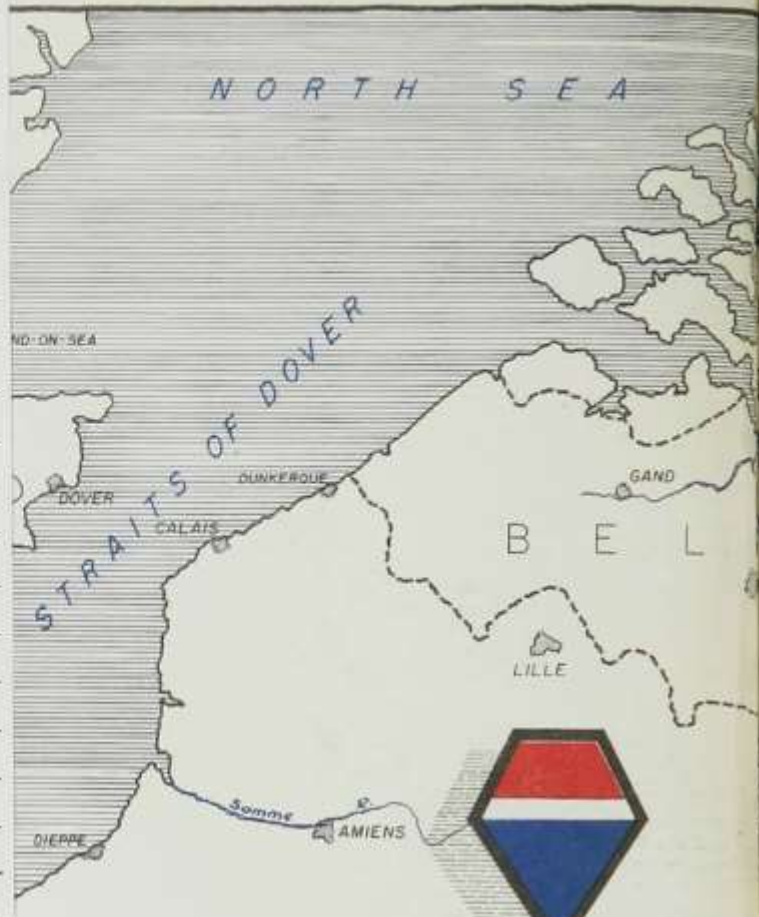 NORTH SEA
ND-ON-SEA
STRAITS OF DOVER
DOVER
DUNKERQUE
CALAIS
GAND
BEL
LILLE
Somme R.
AMIENS
DIEPPE